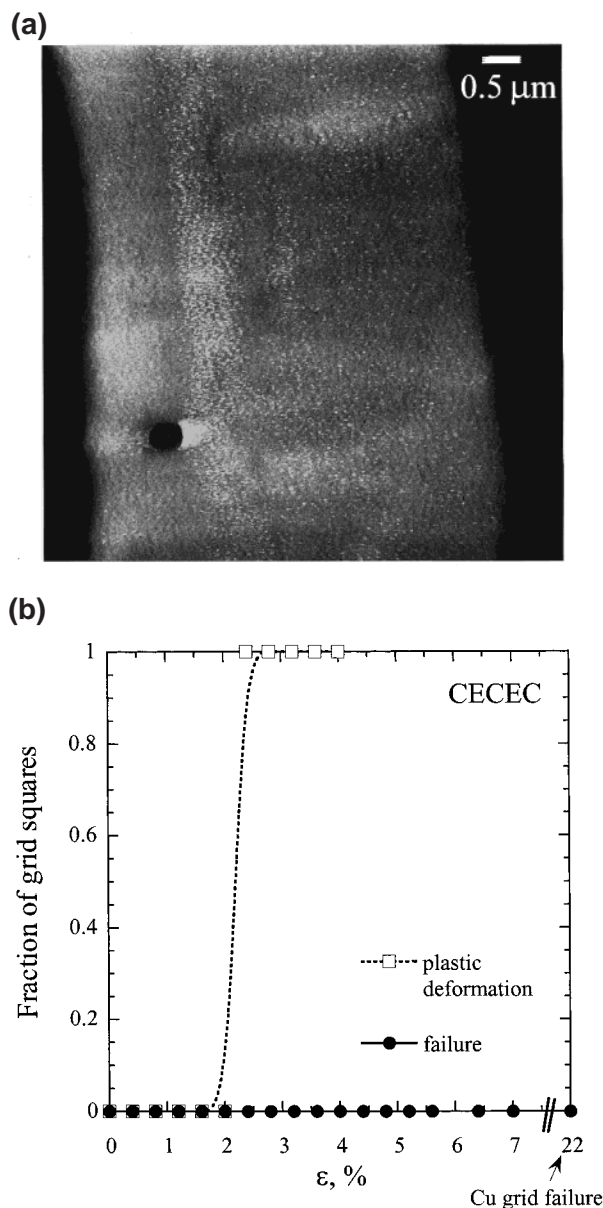 (a)
0.5 μm
(b)
1
0.8
0.6
0.4
0.2
0
Fraction of grid squares
CECEC
plastic
deformation
failure
0 1 2 3 4 5 6 7 22
ε, %
Cu grid failure